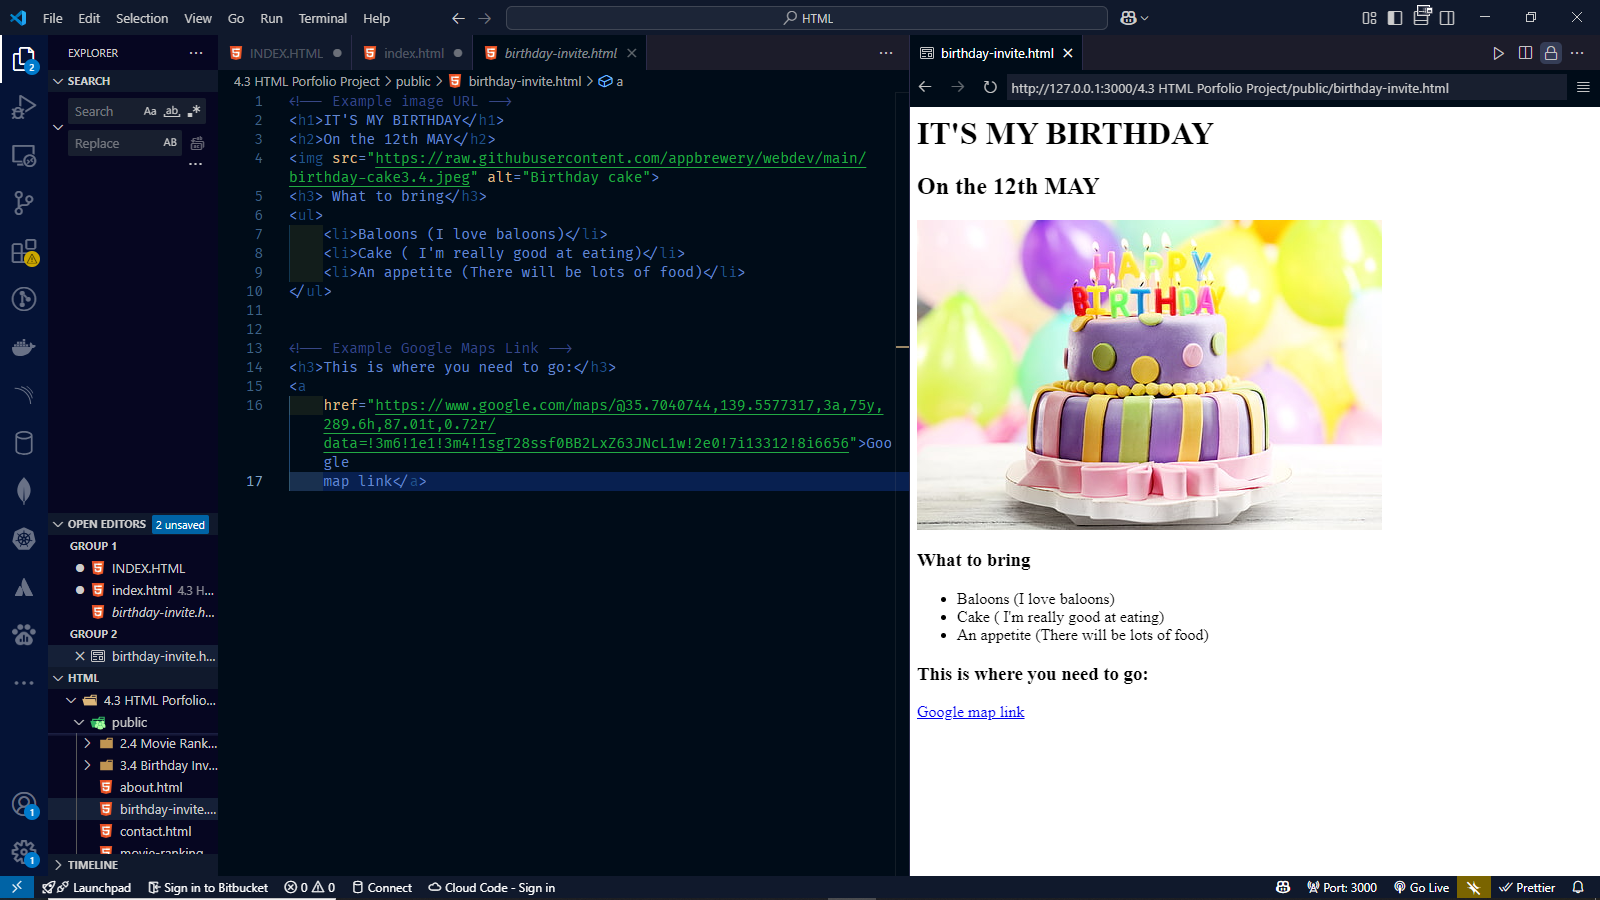 File Edit Selection View Go Run Terminal Help
HTML
EXPLORER
SEARCH
Search
Aa ab .*
Replace
AB
OPEN EDITORS 2 unsaved
GROUP 1
INDEX.HTML
index.html 4.3 H...
birthday-invite.h...
GROUP 2
birthday-invite.h...
HTML
4.3 HTML Porfolio...
public
2.4 Movie Rank...
3.4 Birthday Inv...
about.html
birthday-invite....
contact.html
movie-ranking
TIMELINE
2
1
1
INDEX.HTML index.html birthday-invite.html
4.3 HTML Porfolio Project > public > birthday-invite.html > a
1 <!-- Example image URL -->
2 <h1>IT'S MY BIRTHDAY</h1>
3 <h2>On the 12th MAY</h2>
4 <img src="https://raw.githubusercontent.com/appbrewery/webdev/main/
birthday-cake3.4.jpeg" alt="Birthday cake">
5 <h3> What to bring</h3>
6 <ul>
7 <li>Baloons (I love baloons)</li>
8 <li>Cake ( I'm really good at eating)</li>
9 <li>An appetite (There will be lots of food)</li>
10 </ul>
11
12
13 <!-- Example Google Maps Link -->
14 <h3>This is where you need to go:</h3>
15 <a
16 href="https://www.google.com/maps/@35.7040744,139.5577317,3a,75y,
289.6h,87.01t,0.72r/
data=!3m6!1e1!3m4!1sgT28ssf0BB2LxZ63JNcL1w!2e0!7i13312!8i6656">Goo
gle
17 map link</a>
birthday-invite.html
http://127.0.0.1:3000/4.3 HTML Porfolio Project/public/birthday-invite.html
IT'S MY BIRTHDAY
On the 12th MAY
HAPPY
BIRTHDAY
What to bring
• Baloons (I love baloons)
• Cake ( I'm really good at eating)
• An appetite (There will be lots of food)
This is where you need to go:
Google map link
Launchpad Sign in to Bitbucket 0 0 Connect Cloud Code - Sign in
Port: 3000 Go Live Prettier